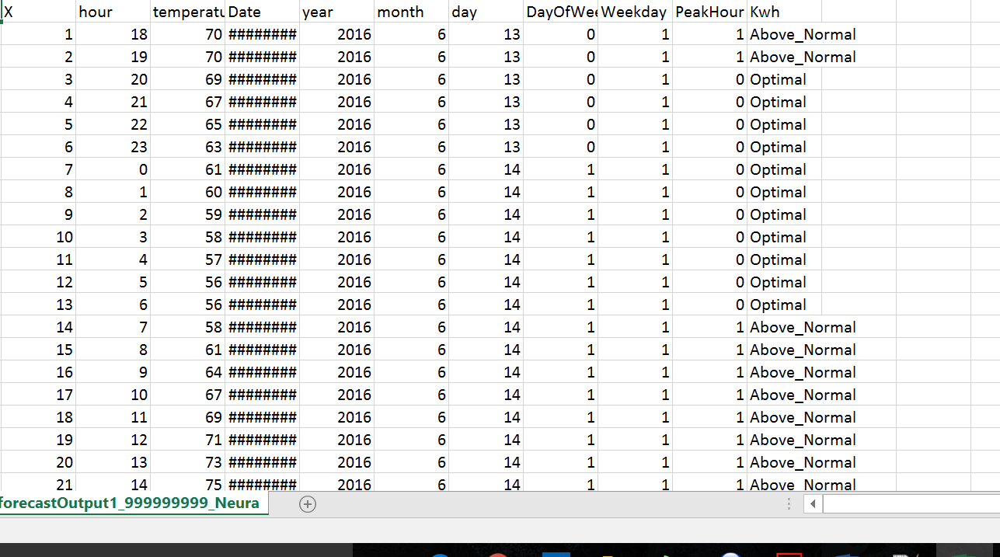 X hour temperatu Date year month day DayOfWee Weekday PeakHour Kwh
1 18 70 ######## 2016 6 13 0 1 1 Above_Normal
2 19 70 ######## 2016 6 13 0 1 1 Above_Normal
3 20 69 ######## 2016 6 13 0 1 0 Optimal
4 21 67 ######## 2016 6 13 0 1 0 Optimal
5 22 65 ######## 2016 6 13 0 1 0 Optimal
6 23 63 ######## 2016 6 13 0 1 0 Optimal
7 0 61 ######## 2016 6 14 1 1 0 Optimal
8 1 60 ######## 2016 6 14 1 1 0 Optimal
9 2 59 ######## 2016 6 14 1 1 0 Optimal
10 3 58 ######## 2016 6 14 1 1 0 Optimal
11 4 57 ######## 2016 6 14 1 1 0 Optimal
12 5 56 ######## 2016 6 14 1 1 0 Optimal
13 6 56 ######## 2016 6 14 1 1 0 Optimal
14 7 58 ######## 2016 6 14 1 1 1 Above_Normal
15 8 61 ######## 2016 6 14 1 1 1 Above_Normal
16 9 64 ######## 2016 6 14 1 1 1 Above_Normal
17 10 67 ######## 2016 6 14 1 1 1 Above_Normal
18 11 69 ######## 2016 6 14 1 1 1 Above_Normal
19 12 71 ######## 2016 6 14 1 1 1 Above_Normal
20 13 73 ######## 2016 6 14 1 1 1 Above_Normal
21 14 75 ######## 2016 6 14 1 1 1 Above_Normal
forecastOutput1_999999999_Neura